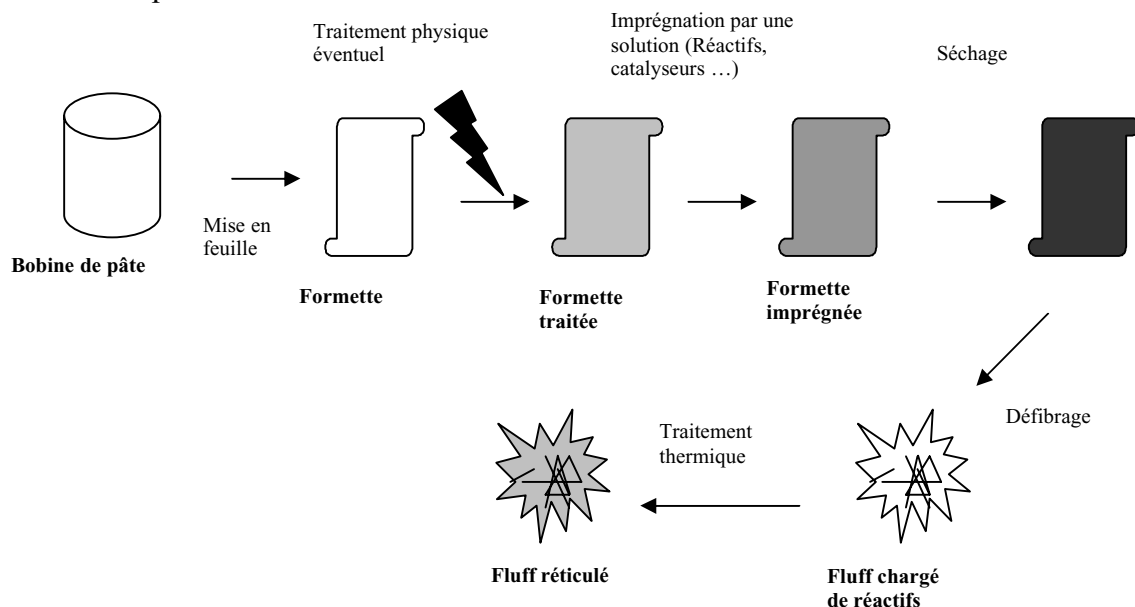 Traitement physique
éventuel
Imprégnation par une
solution (Réactifs,
catalyseurs …)
Séchage
Mise en
feuille
Bobine de pâte
Formette
Formette
traitée
Formette
imprégnée
Défibrage
Traitement
thermique
Fluff réticulé
Fluff chargé
de réactifs